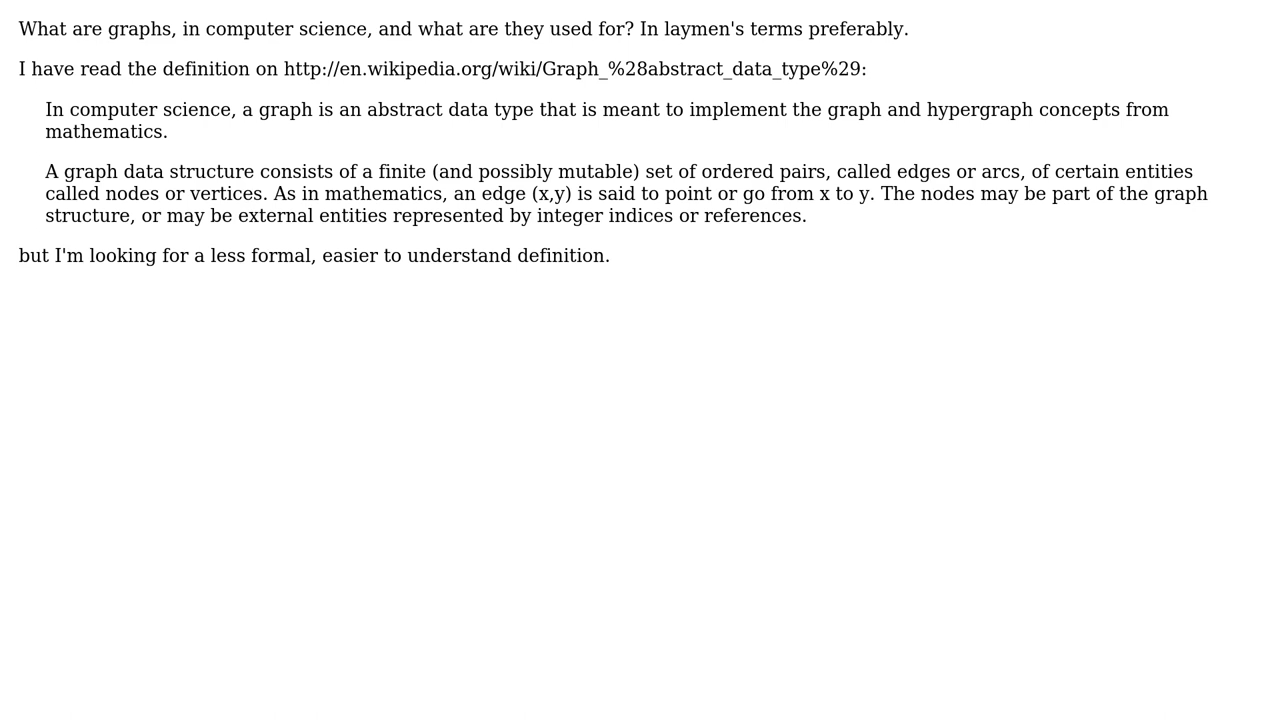 What are graphs, in computer science, and what are they used for? In laymen's terms preferably.
I have read the definition on http://en.wikipedia.org/wiki/Graph_%28abstract_data_type%29:
In computer science, a graph is an abstract data type that is meant to implement the graph and hypergraph concepts from
mathematics.
A graph data structure consists of a finite (and possibly mutable) set of ordered pairs, called edges or arcs, of certain entities
called nodes or vertices. As in mathematics, an edge (x,y) is said to point or go from x to y. The nodes may be part of the graph
structure, or may be external entities represented by integer indices or references.
but I'm looking for a less formal, easier to understand definition.